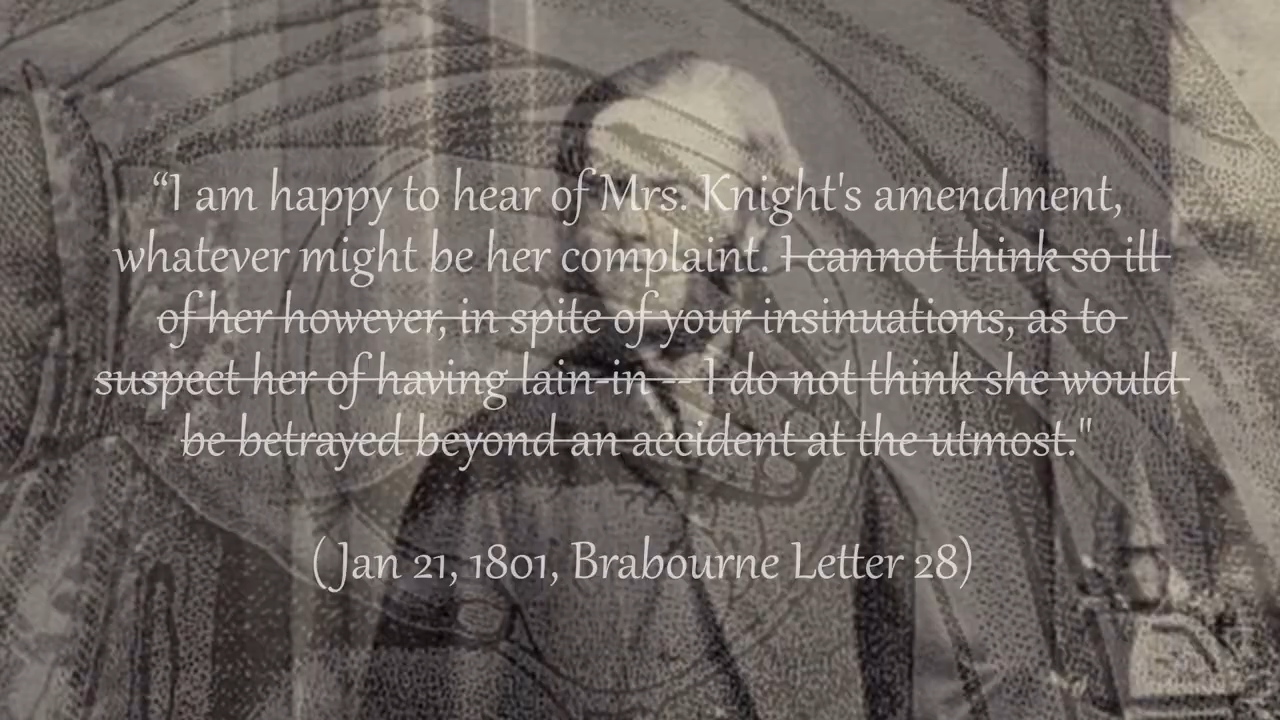 “I am happy to hear of Mrs. Knight's amendment,
whatever might be her complaint. I cannot think so ill
of her however, in spite of your insinuations, as to
suspect her of having lain-in -- I do not think she would
be betrayed beyond an accident at the utmost."
(Jan 21, 1801, Brabourne Letter 28)